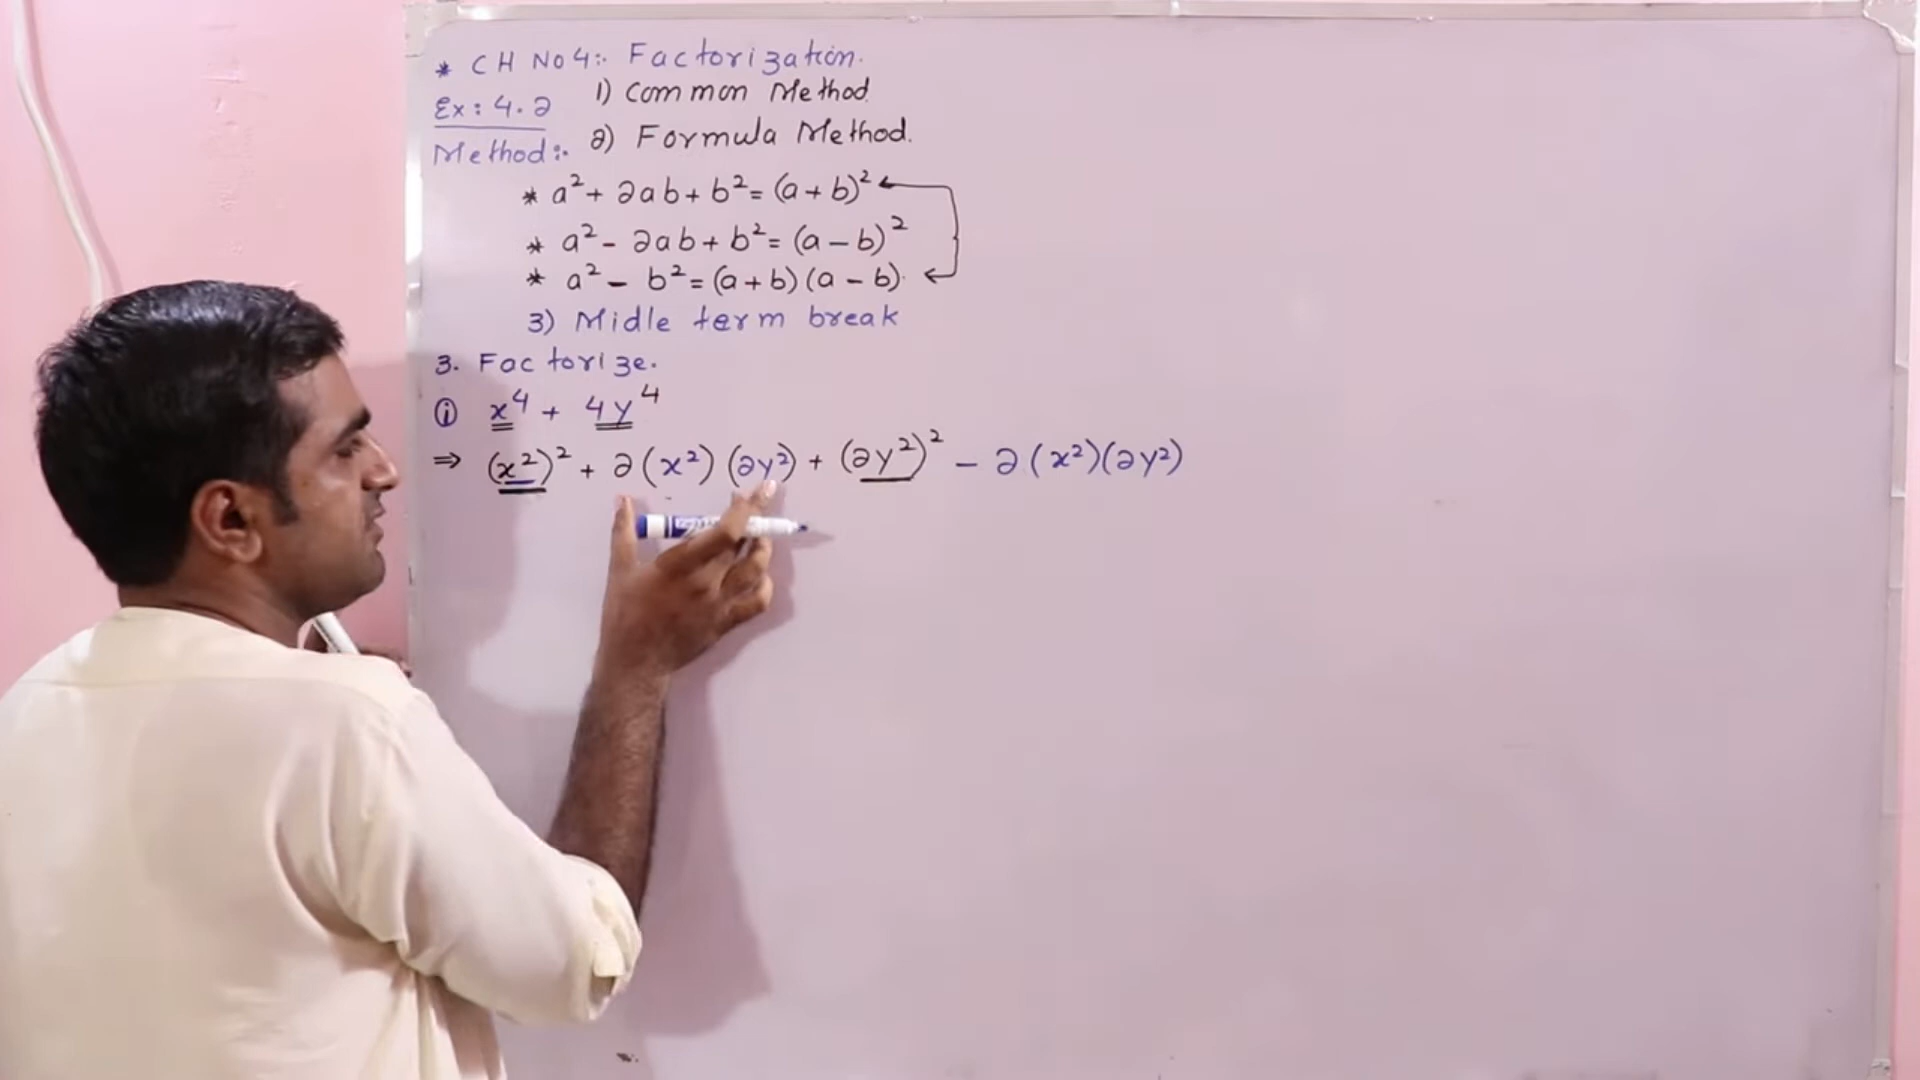 * CH NO 4:- Factorization.
Ex: 4.2 1) Common Method
Method:- 2) Formula Method.
* a² + 2ab + b² = (a + b)²
* a² - 2ab + b² = (a - b)²
* a² - b² = (a + b) (a - b).
3) Midle term break
3. Factorize.
(i) x⁴ + 4y⁴
⇒ (x²)² + 2(x²)(2y²) + (2y²)² - 2(x²)(2y²)